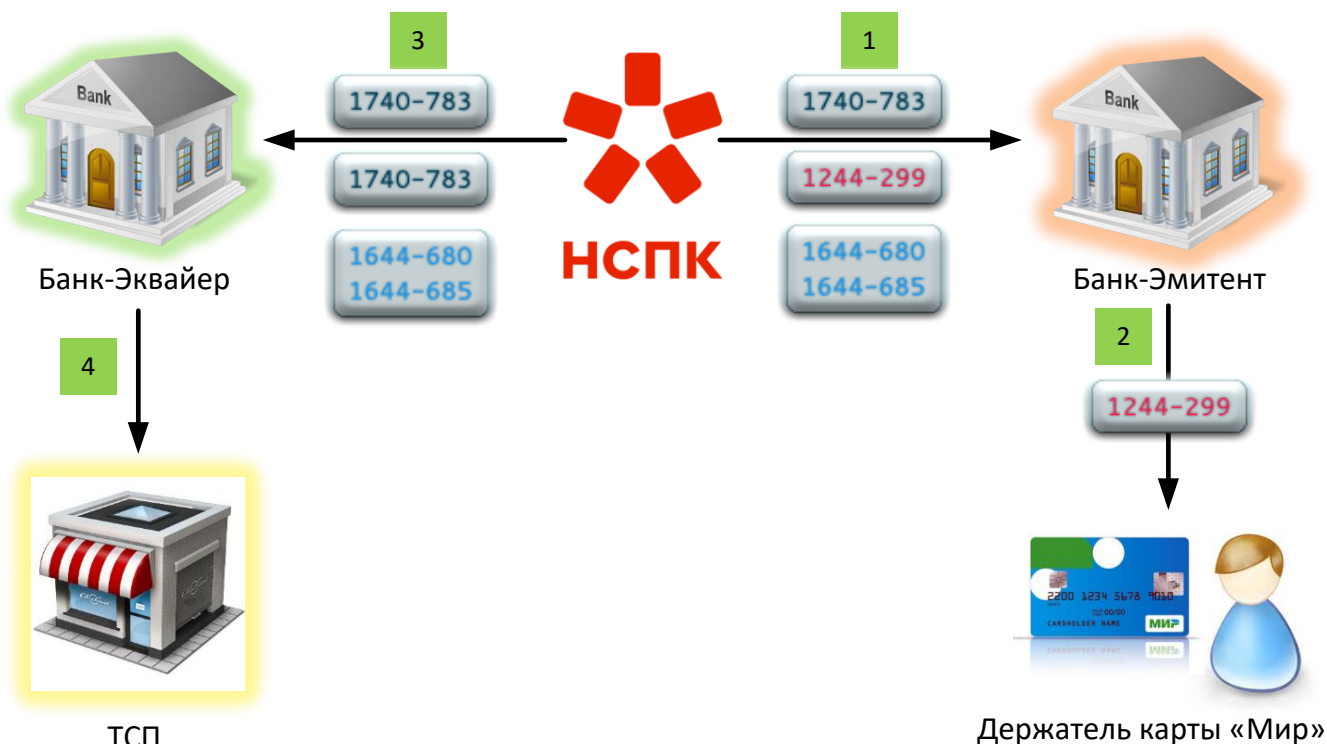 3
1
Bank
1740-783
1740-783
Bank
1740-783
1244-299
1644-680
1644-685
НСПК
1644-680
1644-685
Банк-Эквайер
Банк-Эмитент
4
2
1244-299
2200 1234 5678 9010
00/00
CARDHOLDER NAME
МИР
ТСП
Держатель карты «Мир»